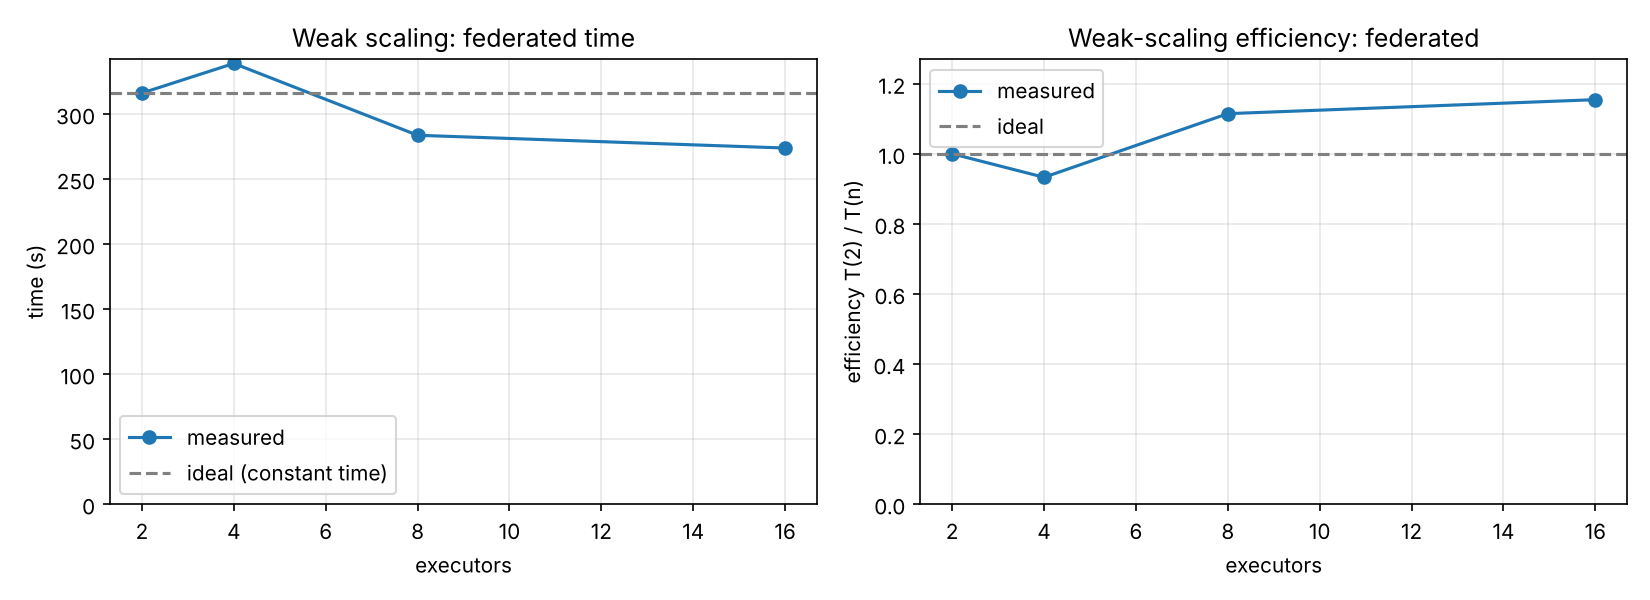 Weak scaling: federated time
time (s)
300
250
200
150
100
50
0
measured
ideal (constant time)
2 4 6 8 10 12 14 16
executors
Weak-scaling efficiency: federated
efficiency T(2) / T(n)
1.2
1.0
0.8
0.6
0.4
0.2
0.0
measured
ideal
2 4 6 8 10 12 14 16
executors